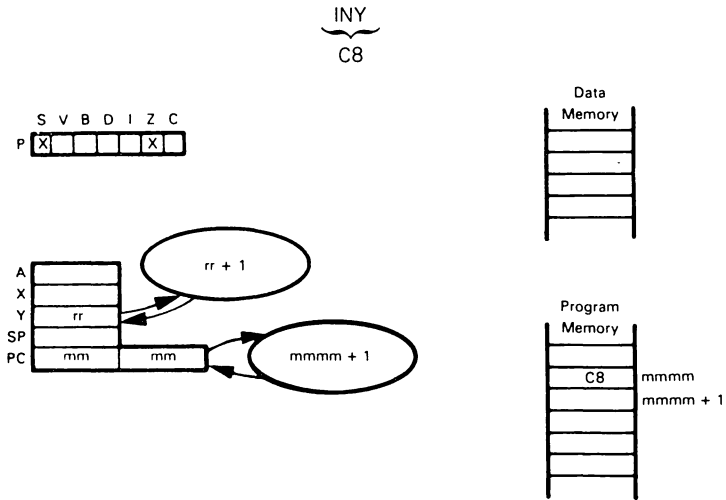 INY
C8
Data
Memory
S V B D I Z C
P X X
A
X
Y rr
SP
PC mm mm
rr + 1
mmmm + 1
Program
Memory
C8 mmmm
mmmm + 1